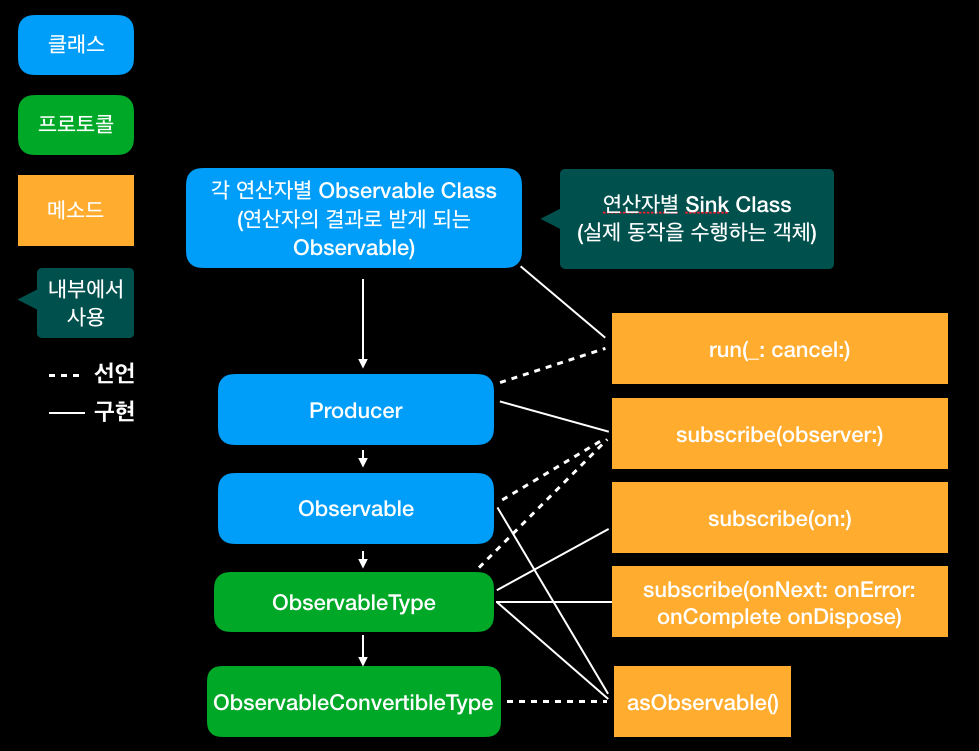 클래스
프로토콜
메소드
내부에서
사용
선언
구현
각 연산자별 Observable Class
(연산자의 결과로 받게 되는
Observable)
연산자별 Sink Class
(실제 동작을 수행하는 객체)
run(_: cancel:)
Producer
subscribe(observer:)
Observable
subscribe(on:)
ObservableType
subscribe(onNext: onError:
onComplete onDispose)
ObservableConvertibleType
asObservable()